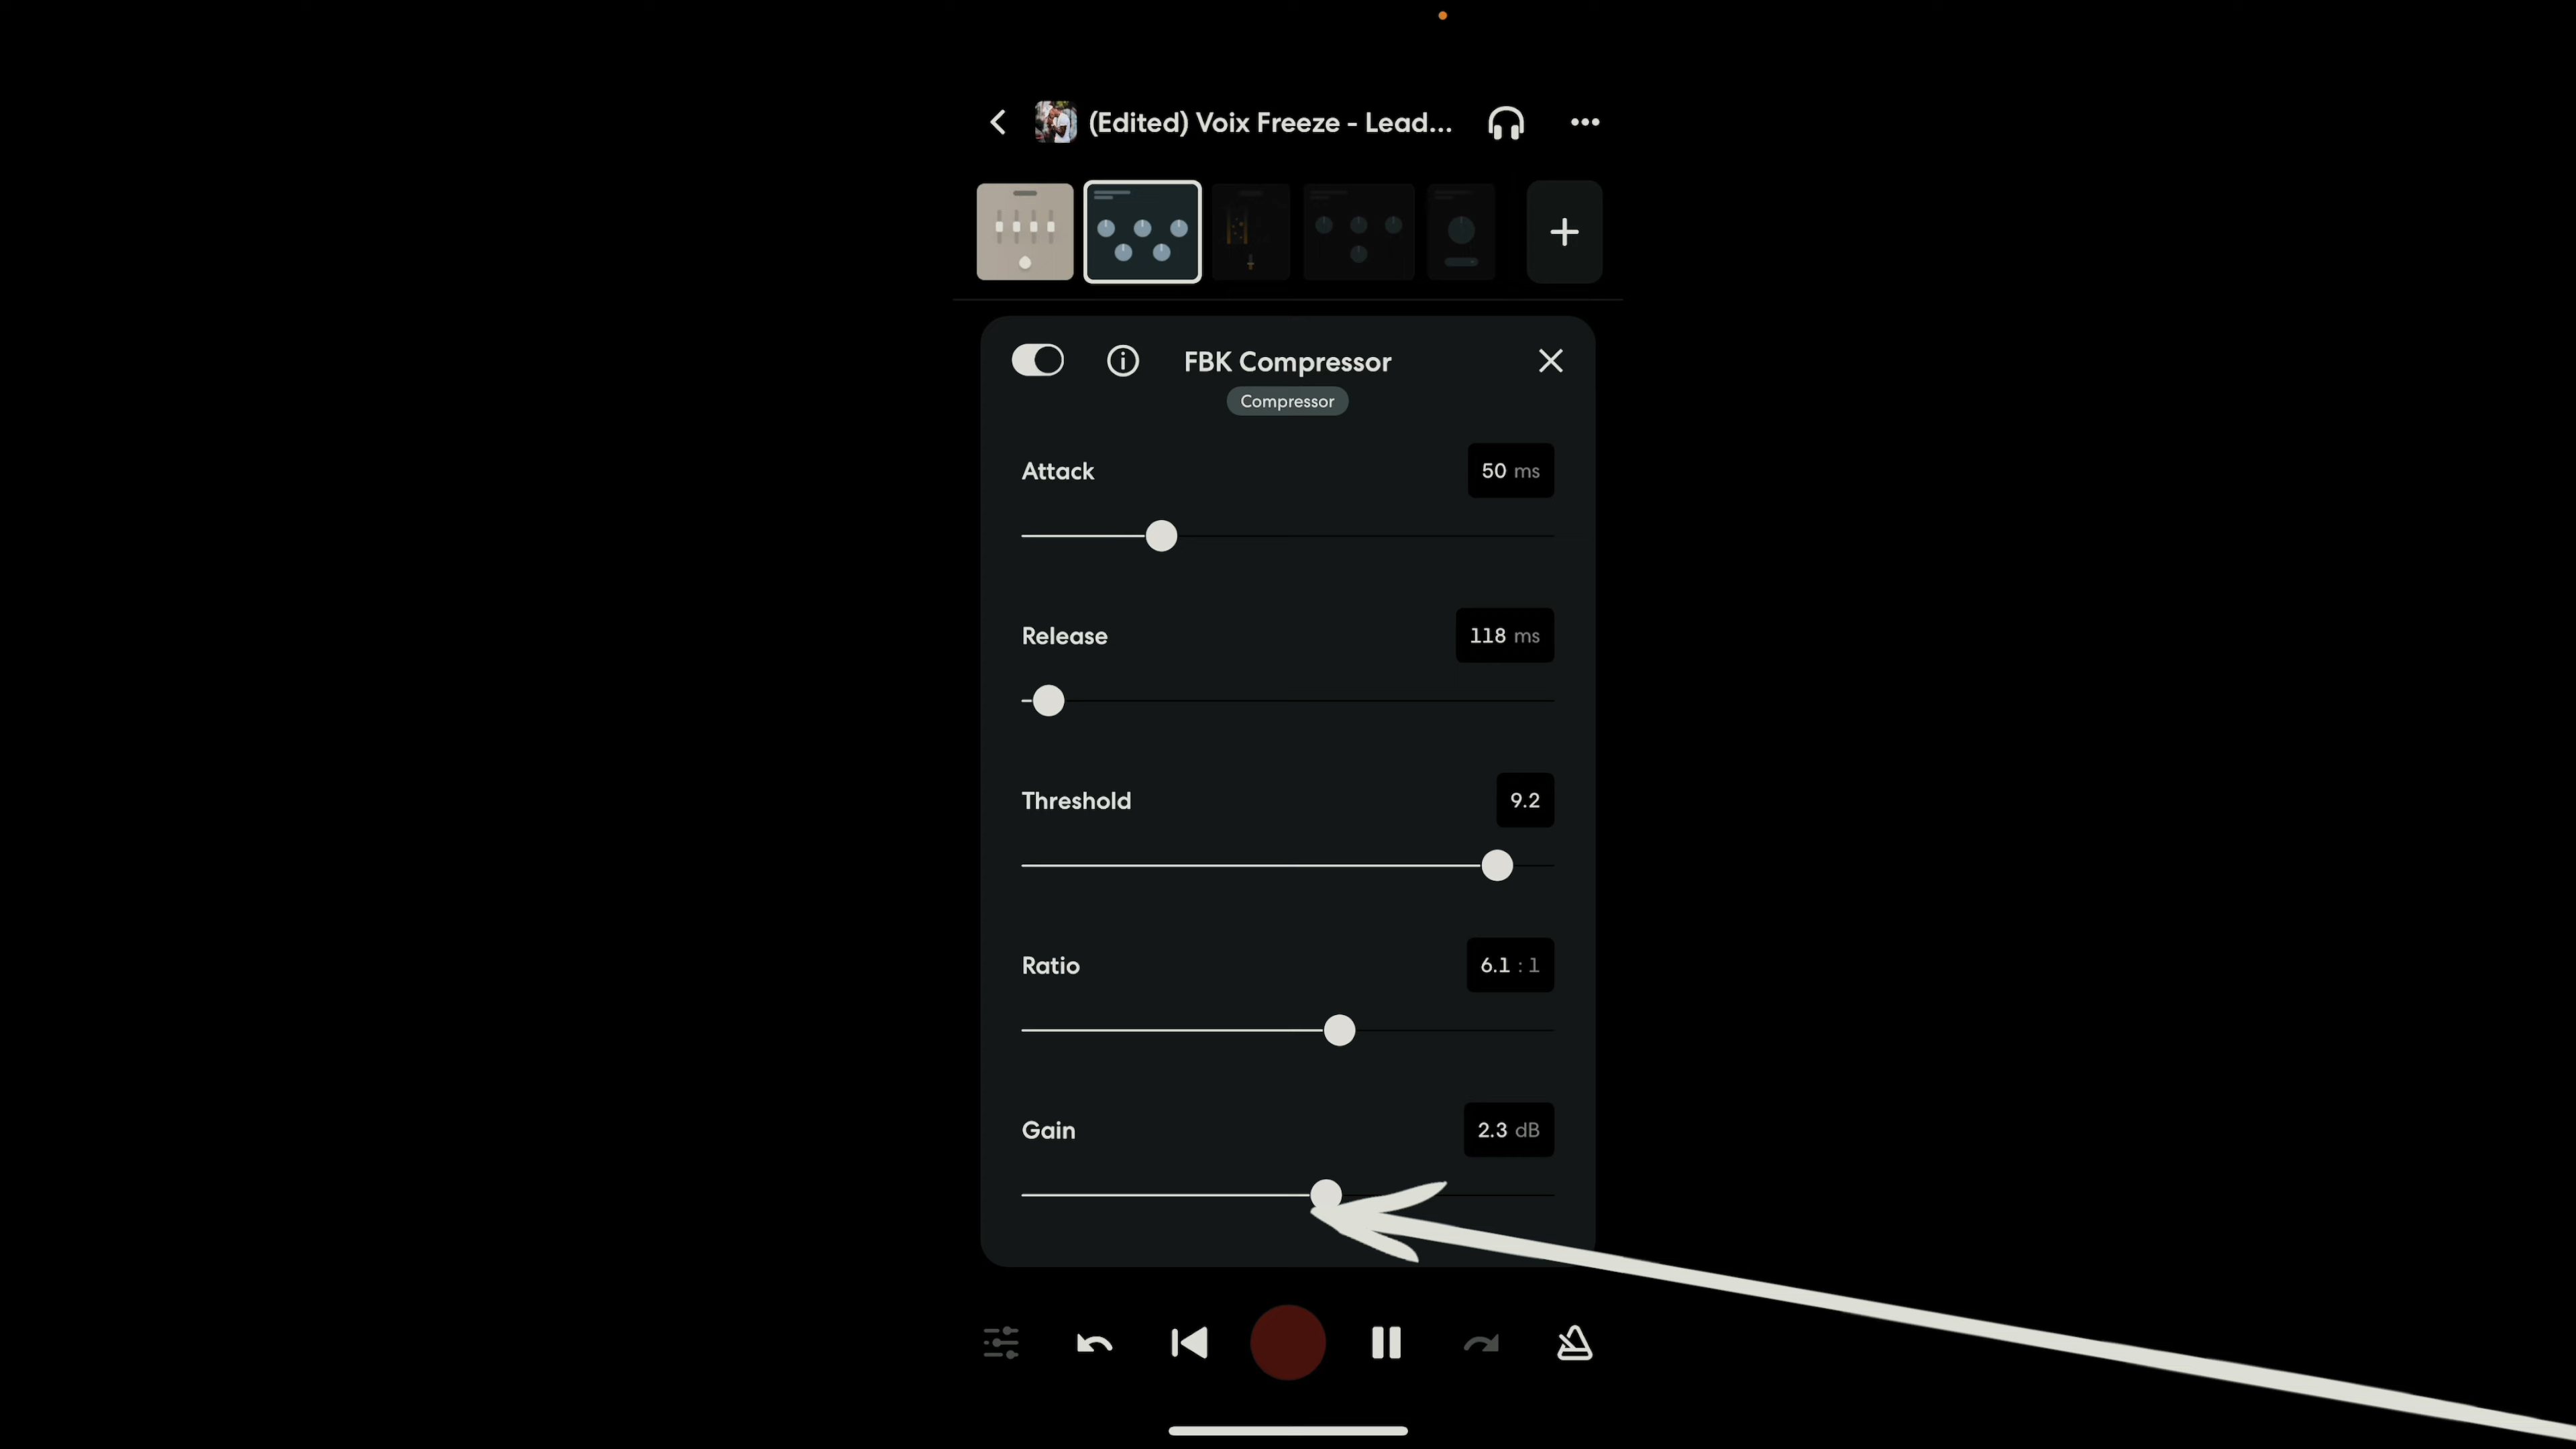 (Edited) Voix Freeze - Lead...
FBK Compressor
Compressor
Attack
50 ms
Release
118 ms
Threshold
9.2
Ratio
6.1 : 1
Gain
2.3 dB